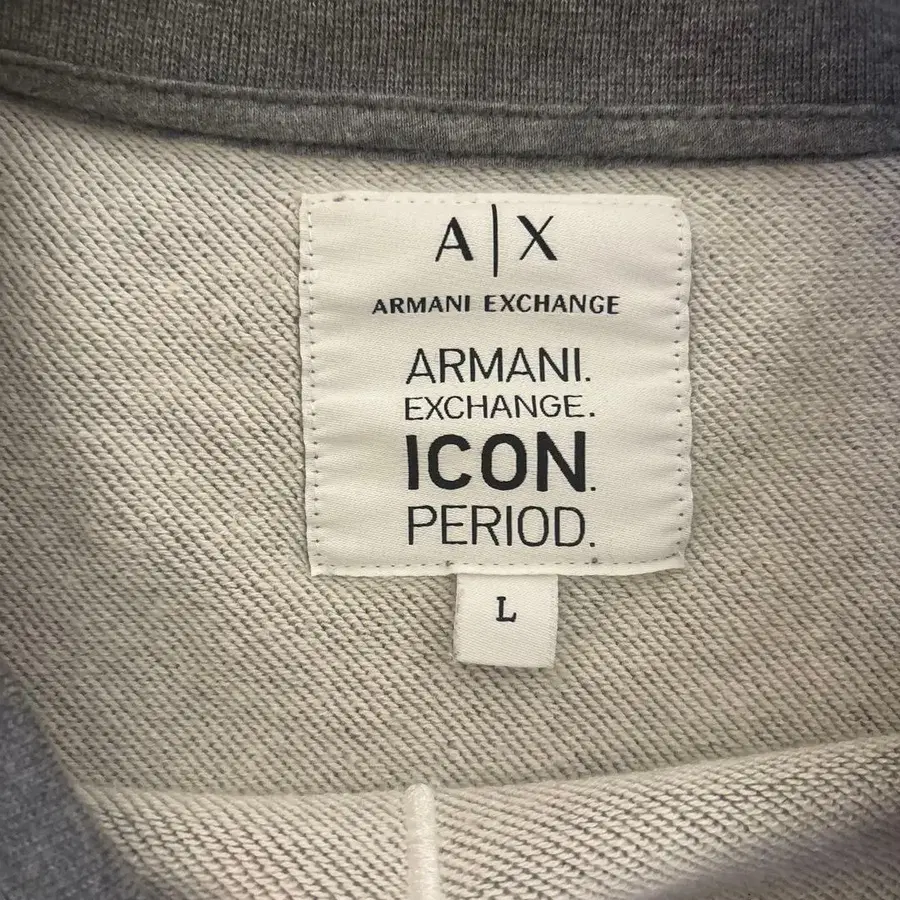 A|X
ARMANI EXCHANGE
ARMANI.
EXCHANGE.
ICON.
PERIOD.
L